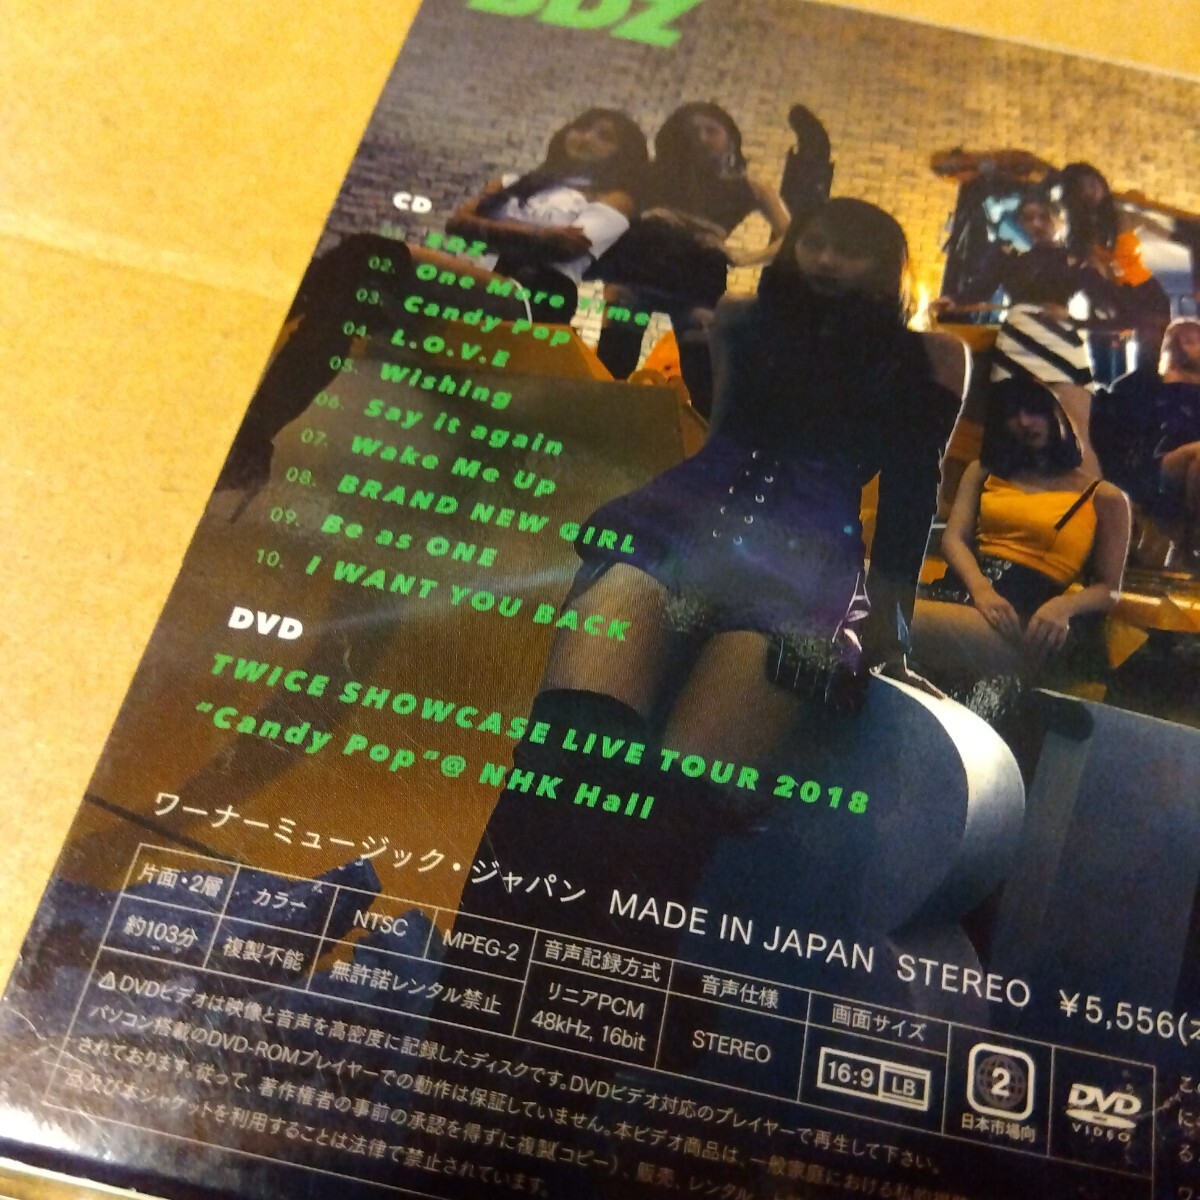 BDZ
CD
01. BDZ
02. One More Time
03. Candy Pop
04. L.O.V.E
05. Wishing
06. Say it again
07. Wake Me Up
08. BRAND NEW GIRL
09. Be as ONE
10. I WANT YOU BACK
DVD
TWICE SHOWCASE LIVE TOUR 2018
"Candy Pop"@ NHK Hall
ワーナーミュージック・ジャパン MADE IN JAPAN STEREO ¥5,556(
片面・2層 カラー NTSC MPEG-2 音声記録方式 音声仕様 画面サイズ
約103分 複製不能 無許諾レンタル禁止 リニアPCM 48kHz, 16bit STEREO 16:9 LB 2 日本市場向 DVD VIDEO
⚠DVDビデオは映像と音声を高密度に記録したディスクです。DVDビデオ対応のプレイヤーで再生して下さい。
パソコン搭載のDVD-ROMプレイヤーでの動作は保証していません。本ビデオ商品は、一般家庭における私的
されております。従って、著作権者の事前の承認を得ずに複製(コピー)、販売、レンタル
品及び本ジャケットを利用することは法律で禁止されています。